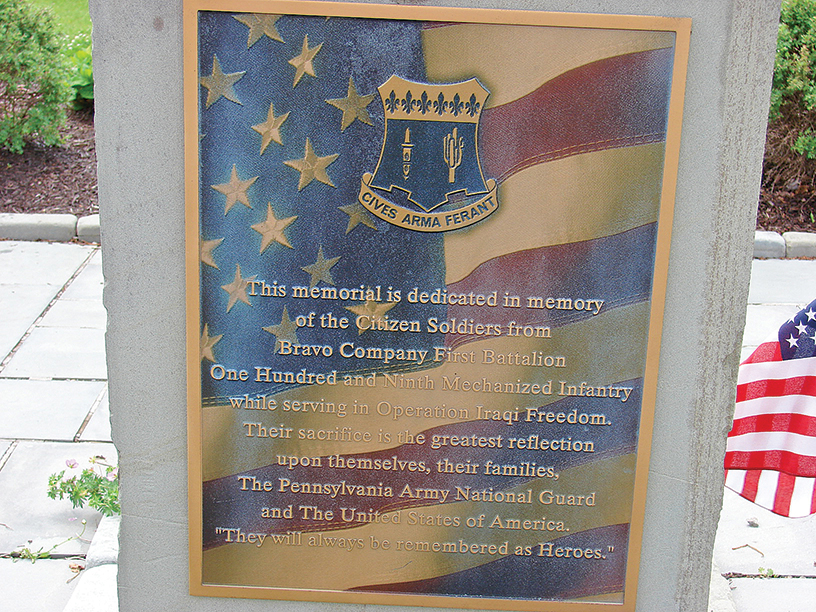 CIVES ARMA FERANT
This memorial is dedicated in memory
of the Citizen Soldiers from
Bravo Company First Battalion
One Hundred and Ninth Mechanized Infantry
while serving in Operation Iraqi Freedom.
Their sacrifice is the greatest reflection
upon themselves, their families,
The Pennsylvania Army National Guard
and The United States of America.
"They will always be remembered as Heroes."